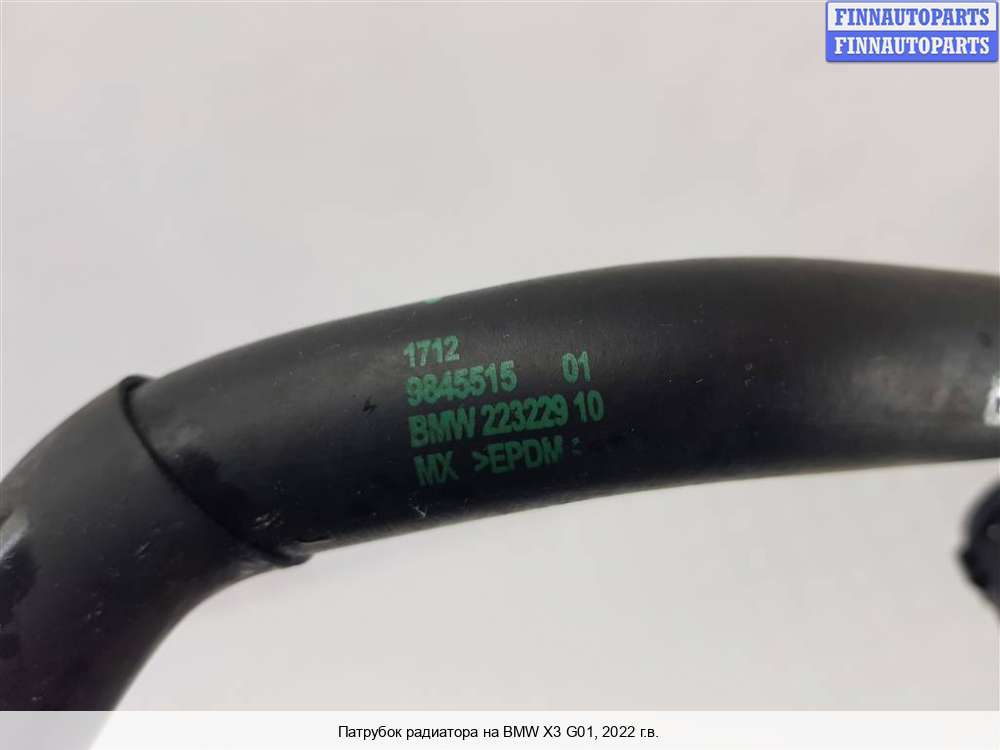 FINNAUTOPARTS
FINNAUTOPARTS
1712
9845515 01
BMW 223229 10
MX >EPDM
Патрубок радиатора на BMW X3 G01, 2022 г.в.